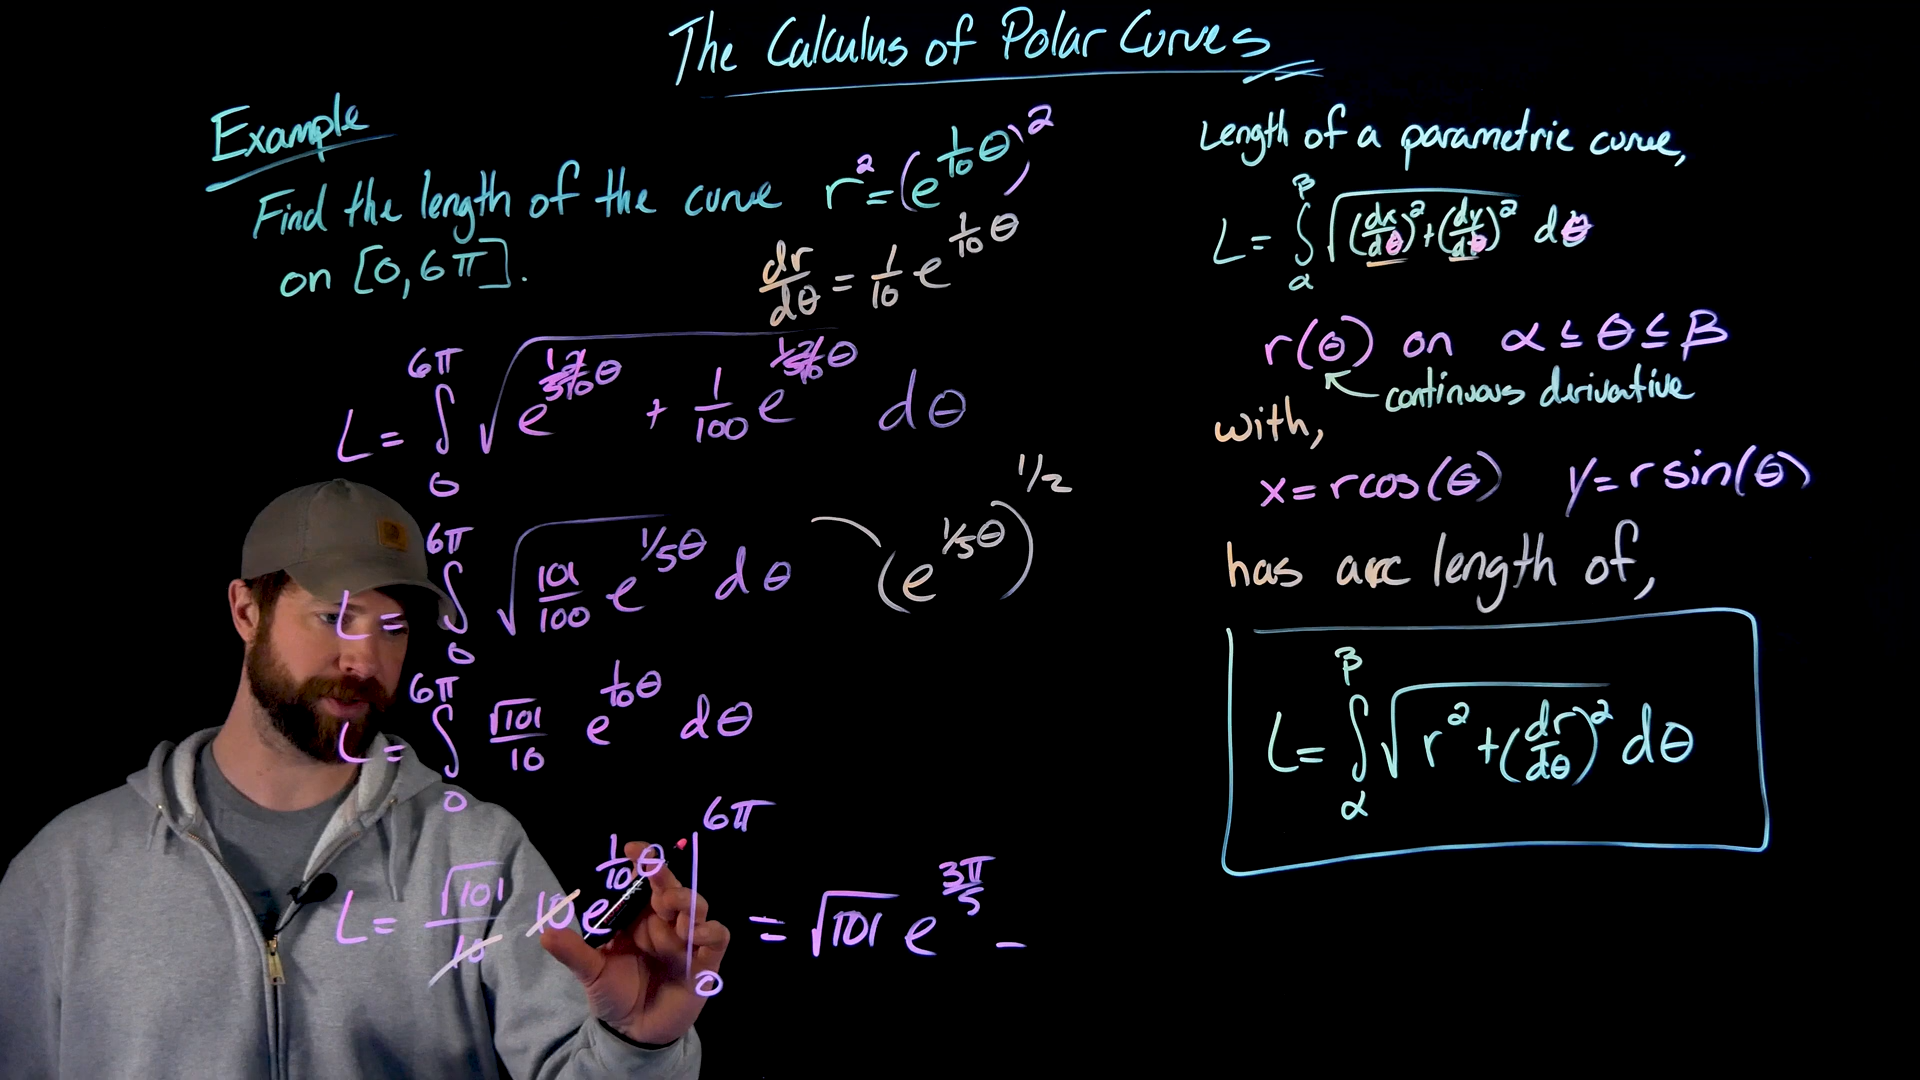 The Calculus of Polar Curves
Example
Find the length of the curve r² = (e^{1/10 θ})²
on [0, 6π].
dr/dθ = 1/10 e^{1/10 θ}
L = ∫_0^{6π} √(e^{1/5 θ} + 1/100 e^{1/5 θ}) dθ
L = ∫_0^{6π} √(101/100 e^{1/5 θ}) dθ (e^{1/5 θ})^{1/2}
L = ∫_0^{6π} √101/10 e^{1/10 θ} dθ
L = √101/10 10 e^{1/10 θ} |_0^{6π} = √101 e^{3π/5} −
Length of a parametric curve,
L = ∫_α^β √((dx/dθ)² + (dy/dθ)²) dθ
r(θ) on α ≤ θ ≤ β
continuous derivative
with,
x = r cos(θ) y = r sin(θ)
has arc length of,
L = ∫_α^β √(r² + (dr/dθ)²) dθ